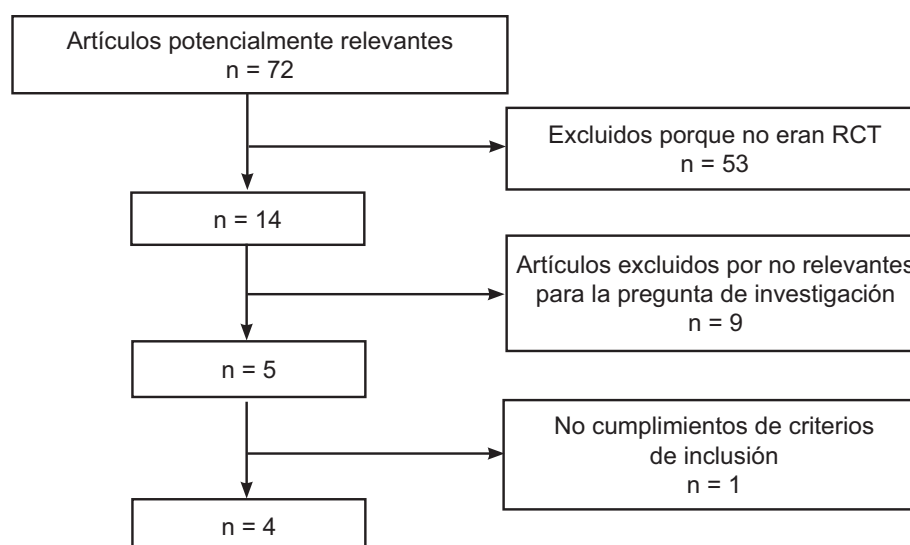 Artículos potencialmente relevantes
n = 72
Excluidos porque no eran RCT
n = 53
n = 14
Artículos excluidos por no relevantes
para la pregunta de investigación
n = 9
n = 5
No cumplimientos de criterios
de inclusión
n = 1
n = 4